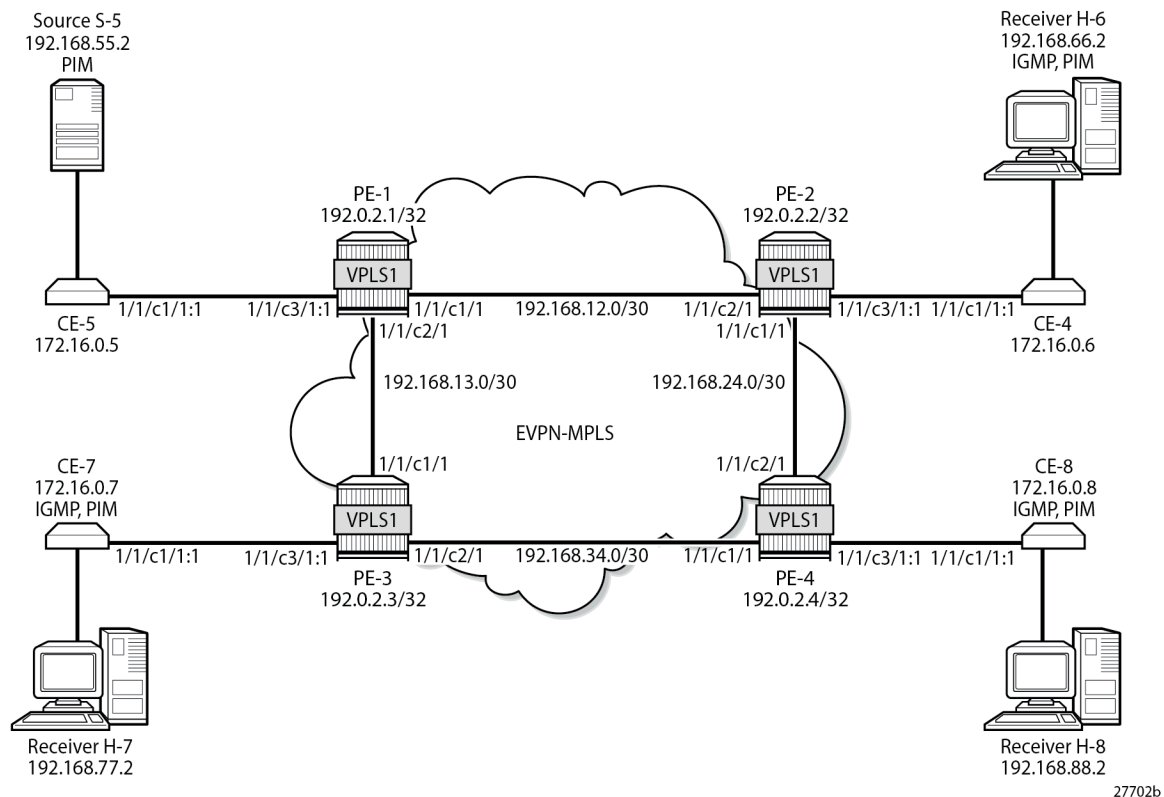 Source S-5
192.168.55.2
PIM
Receiver H-6
192.168.66.2
IGMP, PIM
PE-1
192.0.2.1/32
PE-2
192.0.2.2/32
VPLS1
VPLS1
1/1/c1/1:1
1/1/c3/1:1
1/1/c1/1
192.168.12.0/30
1/1/c2/1
1/1/c3/1:1
1/1/c1/1:1
CE-5
172.16.0.5
1/1/c2/1
1/1/c1/1
CE-4
172.16.0.6
192.168.13.0/30
192.168.24.0/30
EVPN-MPLS
1/1/c1/1
1/1/c2/1
CE-7
172.16.0.7
IGMP, PIM
CE-8
172.16.0.8
IGMP, PIM
VPLS1
VPLS1
1/1/c1/1:1
1/1/c3/1:1
1/1/c2/1
192.168.34.0/30
1/1/c1/1
1/1/c3/1:1
1/1/c1/1:1
PE-3
192.0.2.3/32
PE-4
192.0.2.4/32
Receiver H-7
192.168.77.2
Receiver H-8
192.168.88.2
27702b